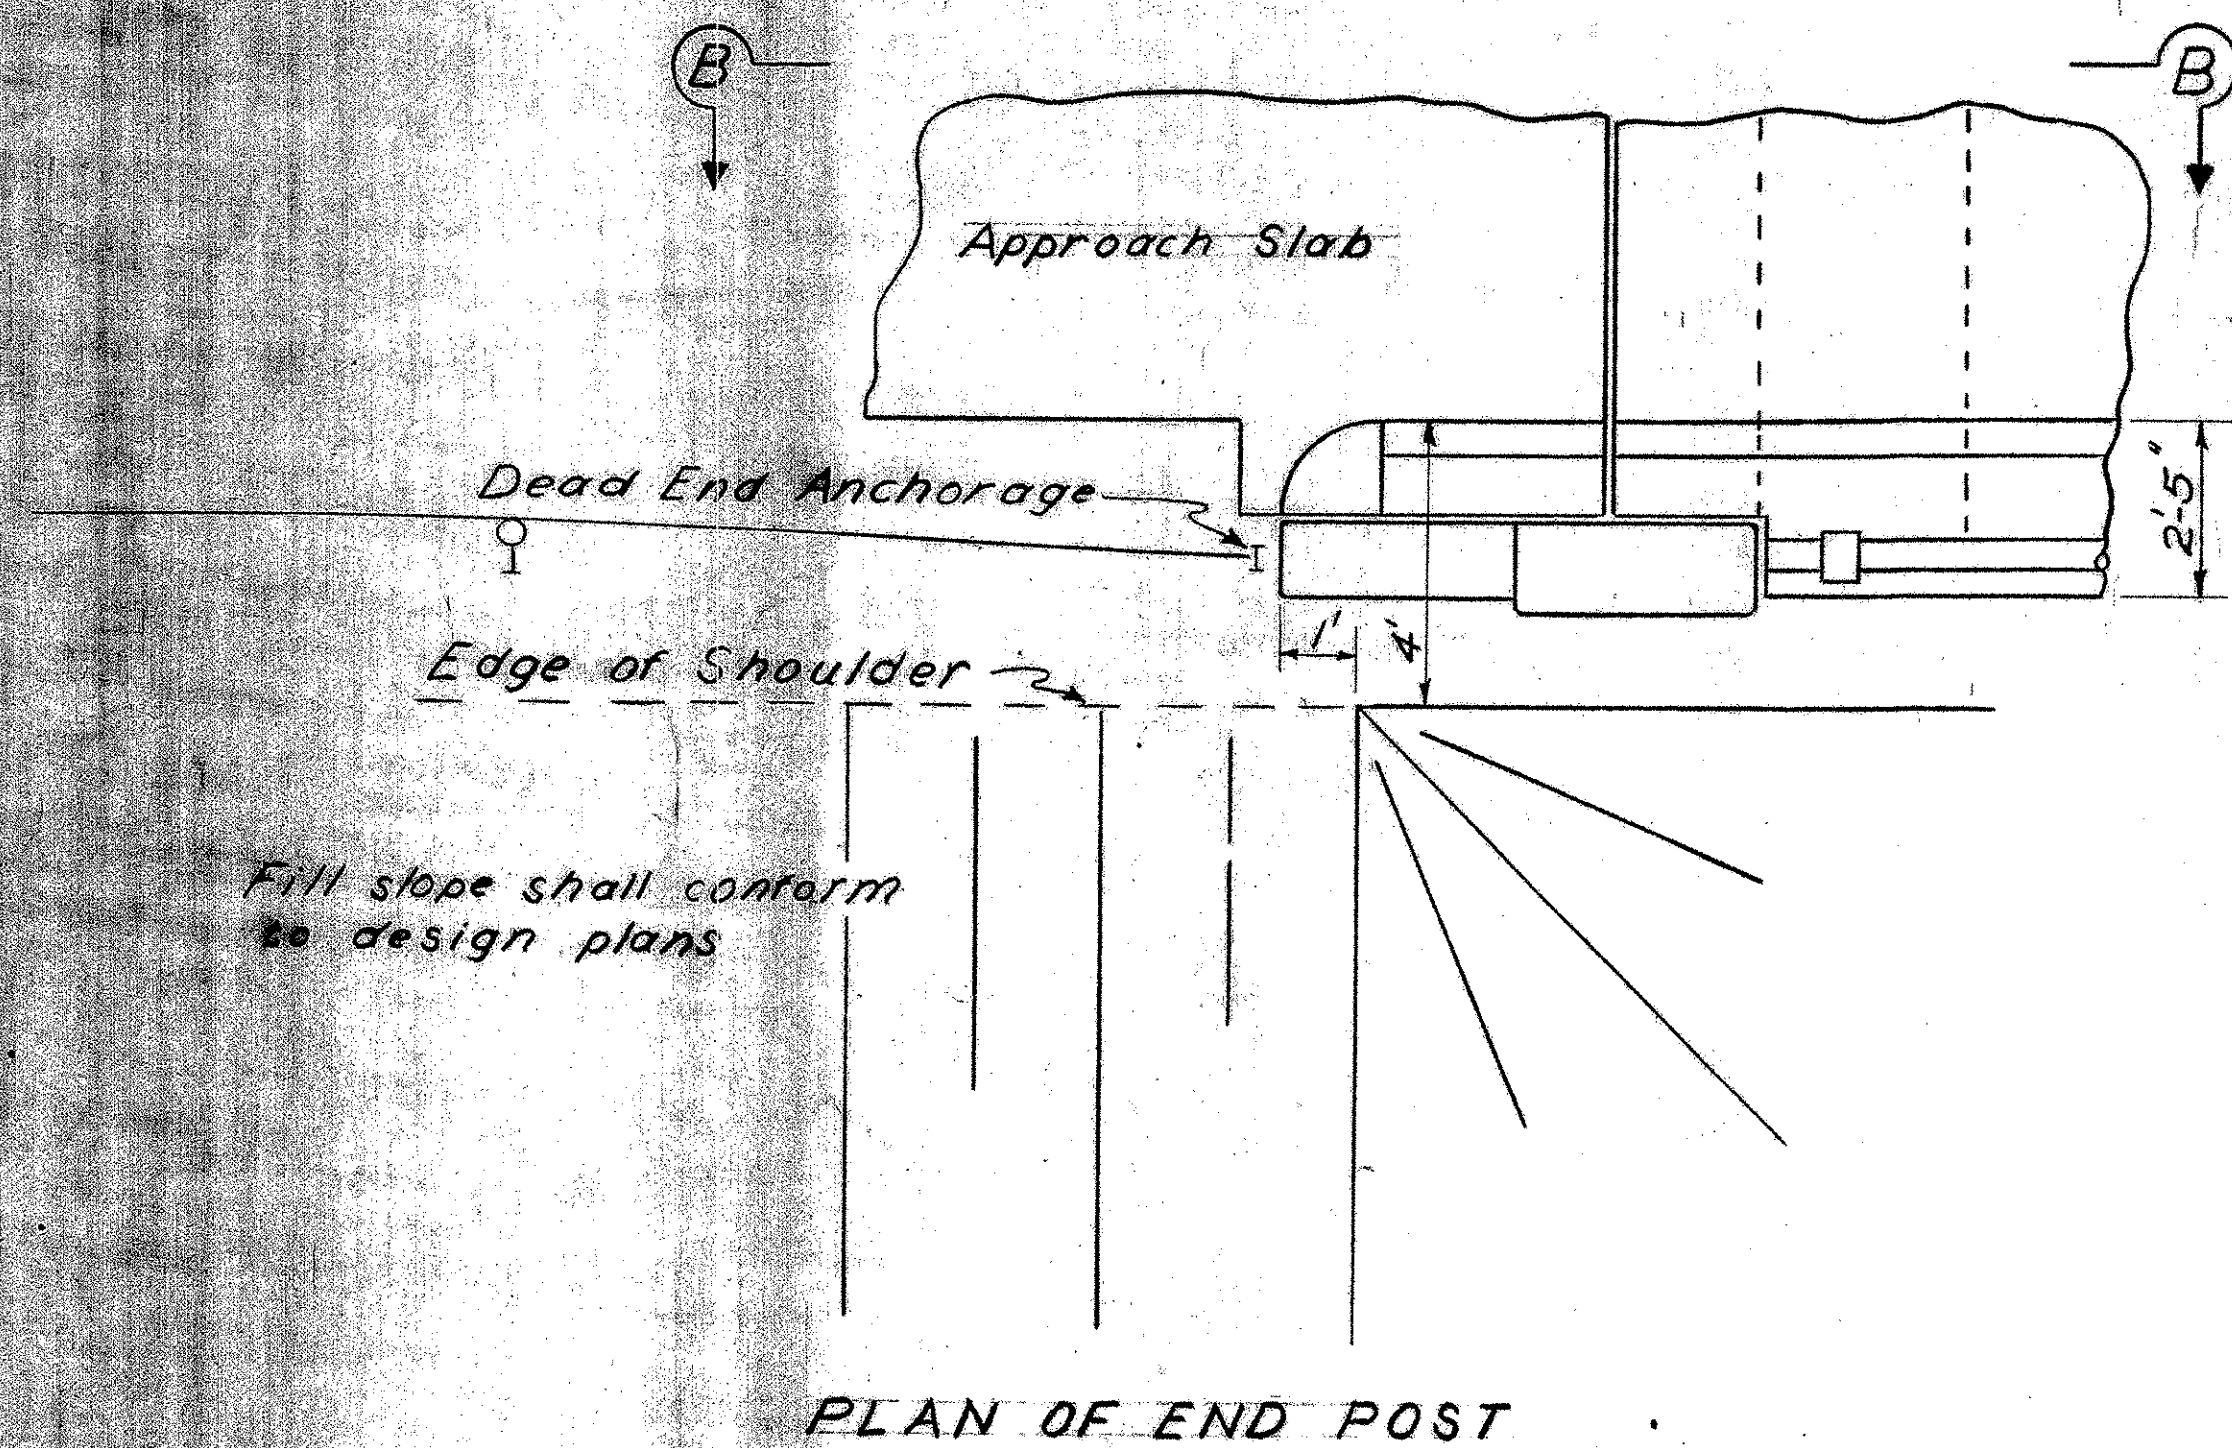 B
B
Approach Slab
Dead End Anchorage
2'-5"
1'
4'
Edge of Shoulder
Fill slope shall conform
to design plans
PLAN OF END POST